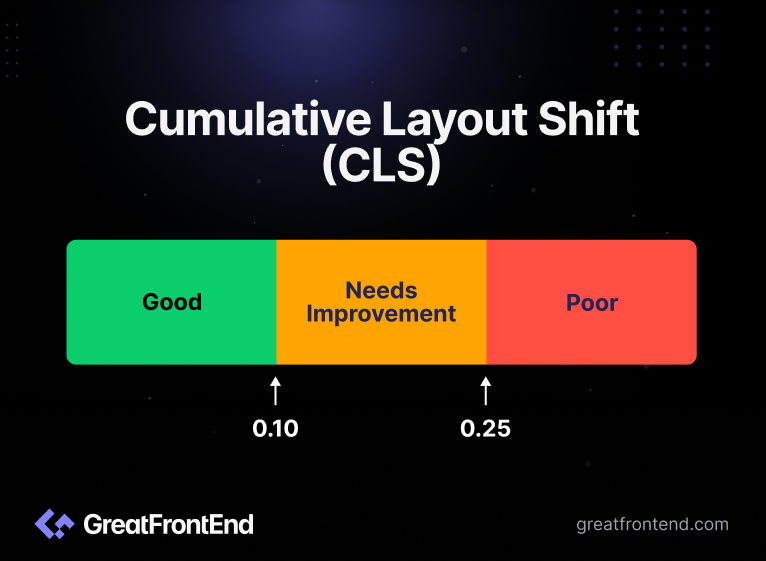 Cumulative Layout Shift
(CLS)
Good
Needs
Improvement
Poor
0.10
0.25
GreatFrontEnd
greatfrontend.com